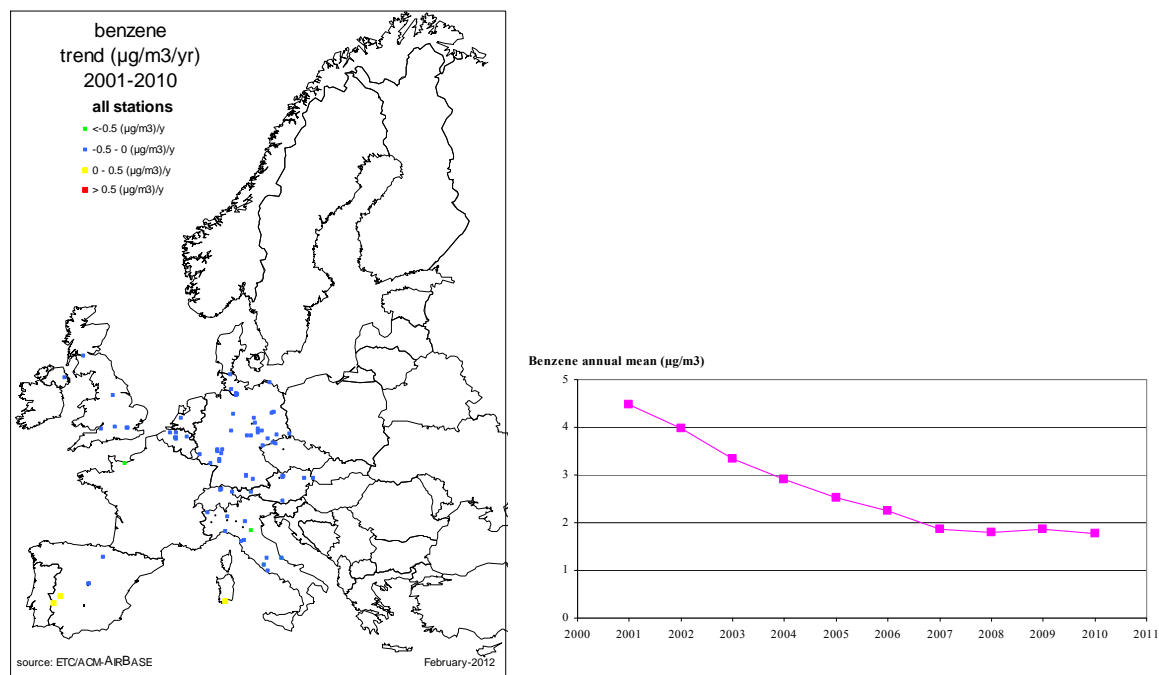 benzene
trend (µg/m3/yr)
2001-2010
all stations
<-0.5 (µg/m3)/y
-0.5 - 0 (µg/m3)/y
0 - 0.5 (µg/m3)/y
> 0.5 (µg/m3)/y
source: ETC/ACM-AIRBASE
February-2012
Benzene annual mean (µg/m3)
5
4
3
2
1
0
2000 2001 2002 2003 2004 2005 2006 2007 2008 2009 2010 2011